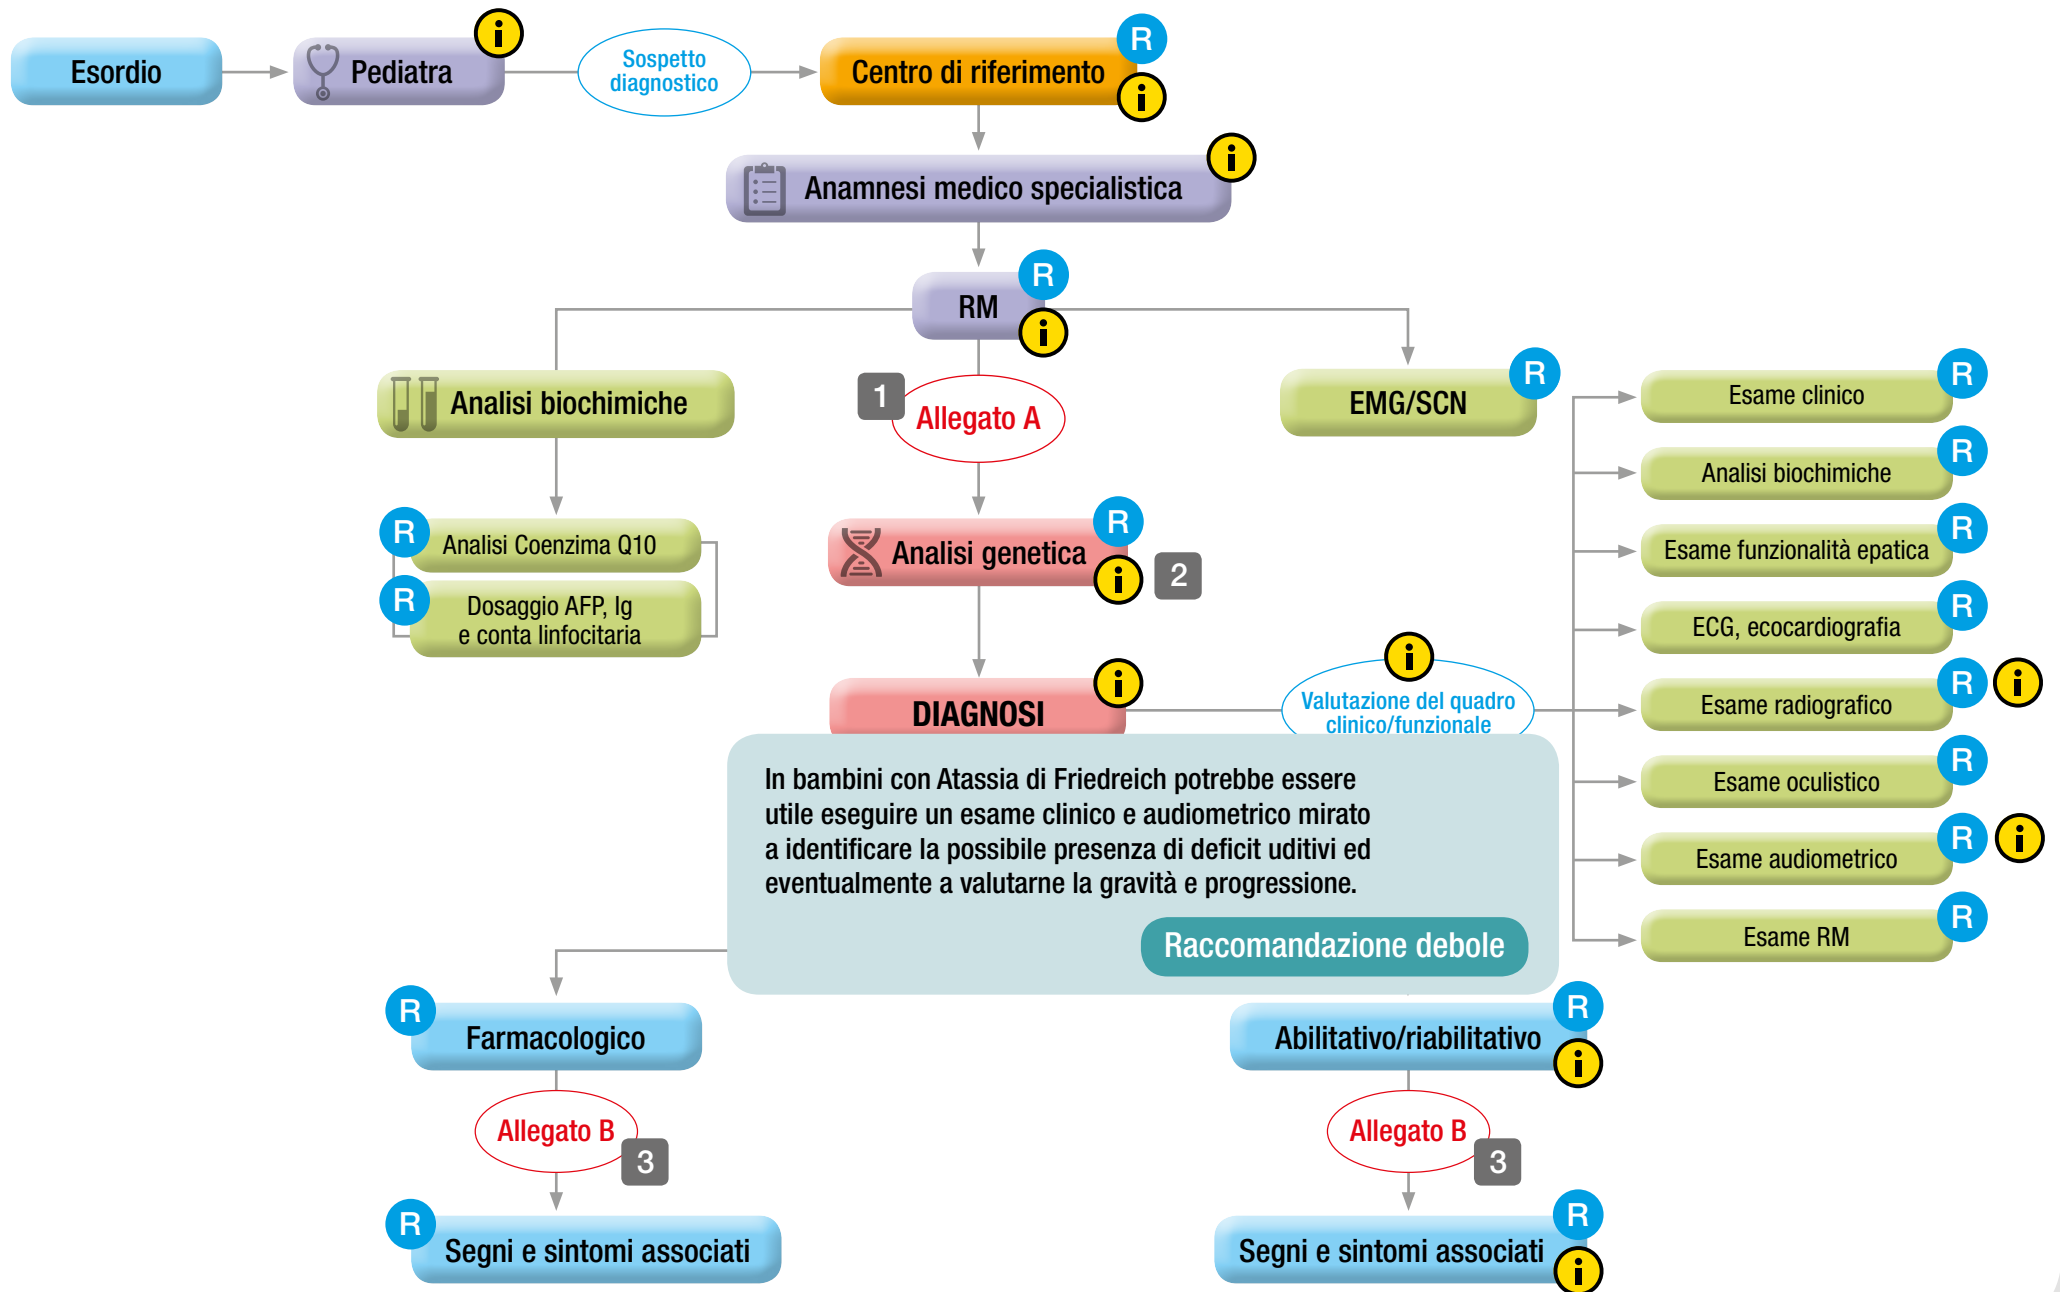 Esordio
Pediatra
i
Sospetto
diagnostico
Centro di riferimento
R
i
Anamnesi medico specialistica
i
RM
R
i
Analisi biochimiche
1
Allegato A
EMG/SCN
R
R
Analisi Coenzima Q10
R
Dosaggio AFP, Ig
e conta linfocitaria
Analisi genetica
R
i
2
DIAGNOSI
i
i
Valutazione del quadro
clinico/funzionale
Esame clinico
R
Analisi biochimiche
R
Esame funzionalità epatica
R
ECG, ecocardiografia
R
Esame radiografico
R
i
Esame oculistico
R
Esame audiometrico
R
i
Esame RM
R
In bambini con Atassia di Friedreich potrebbe essere
utile eseguire un esame clinico e audiometrico mirato
a identificare la possibile presenza di deficit uditivi ed
eventualmente a valutarne la gravità e progressione.
Raccomandazione debole
R
Farmacologico
Allegato B
3
R
Segni e sintomi associati
Abilitativo/riabilitativo
R
i
Allegato B
3
Segni e sintomi associati
R
i